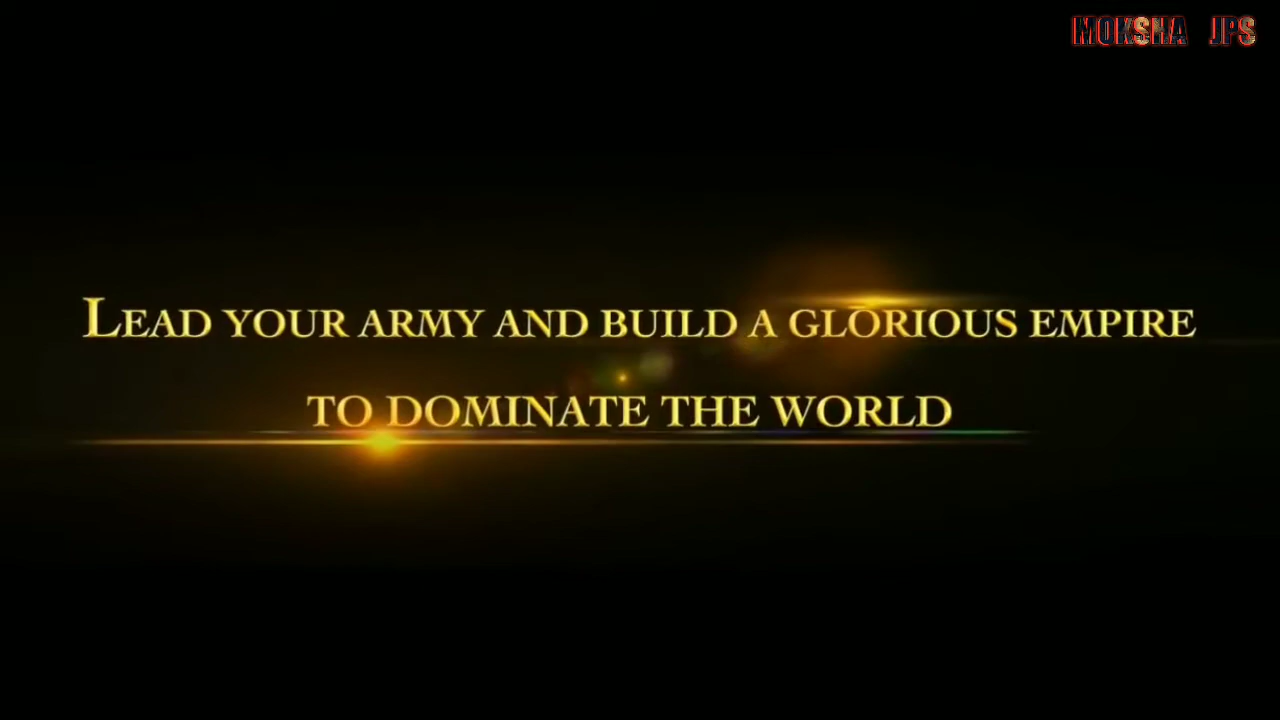 MOKSHA JPS
LEAD YOUR ARMY AND BUILD A GLORIOUS EMPIRE
TO DOMINATE THE WORLD